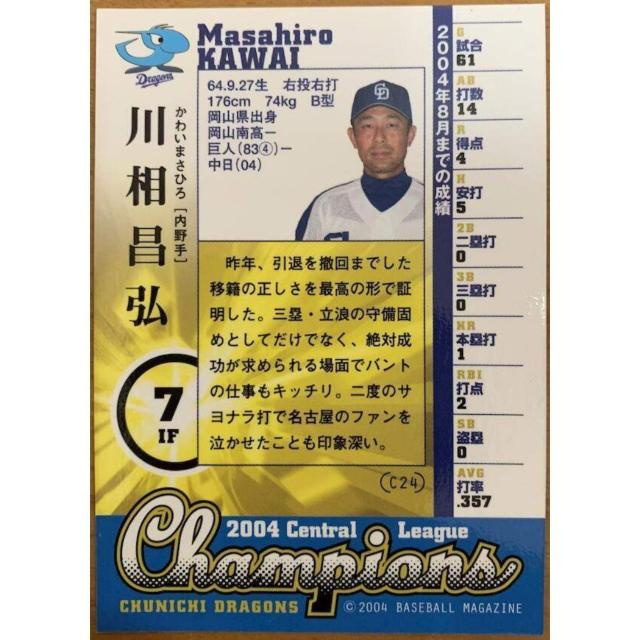 Dragons
Masahiro
KAWAI
64.9.27生 右投右打
176cm 74kg B型
岡山県出身
岡山南高ー
巨人(83④)ー
中日(04)
川相昌弘
かわいまさひろ[内野手]
7
IF
CD
昨年、引退を撤回までした
移籍の正しさを最高の形で証
明した。三塁・立浪の守備固
めとしてだけでなく、絶対成
功が求められる場面でバント
の仕事もキッチリ。二度のサ
ヨナラ打で名古屋のファンを
泣かせたことも印象深い。
C24
2004年8月までの成績
G
試合
61
AB
打数
14
R
得点
4
H
安打
5
2B
二塁打
0
3B
三塁打
0
HR
本塁打
1
RBI
打点
2
SB
盗塁
0
AVG
打率
.357
2004 Central League
Champions
CHUNICHI DRAGONS
©2004 BASEBALL MAGAZINE